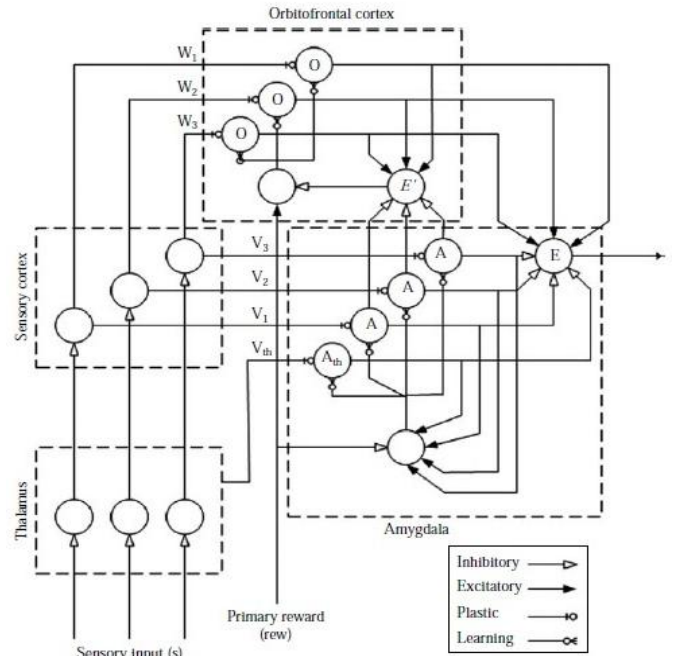 Orbitofrontal cortex
W1
O
W2
O
W3
O
E'
Sensory cortex
V3
A
E
V2
A
V1
A
Vth
Ath
Thalamus
Amygdala
Primary reward
(rew)
Sensory input (s)
Inhibitory
Excitatory
Plastic
Learning